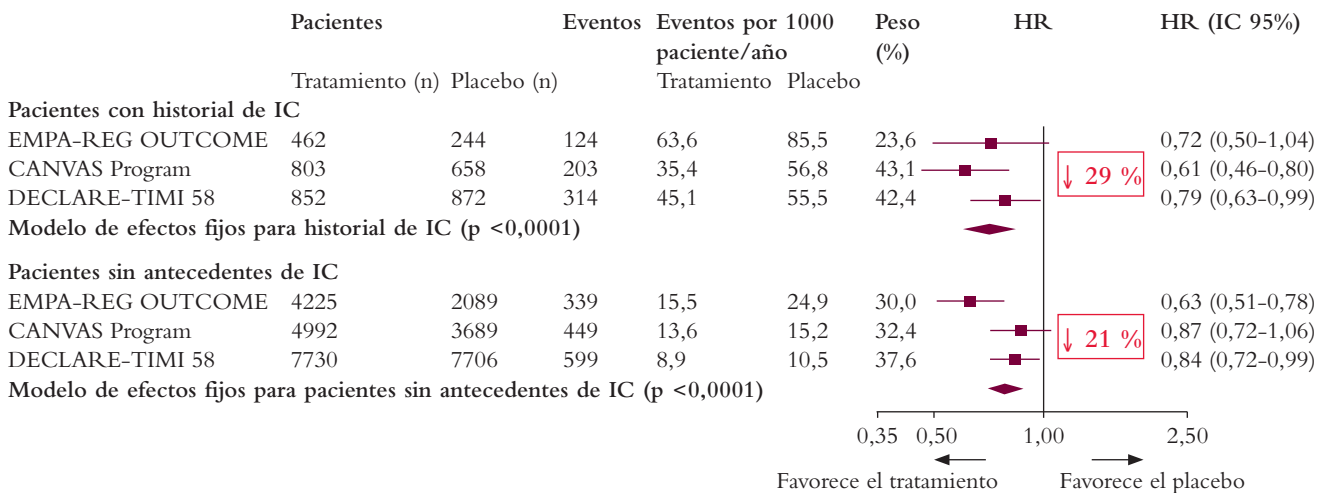 Pacientes Eventos Eventos por 1000 Peso HR HR (IC 95%)
paciente/año (%)
Tratamiento (n) Placebo (n) Tratamiento Placebo
Pacientes con historial de IC
EMPA-REG OUTCOME 462 244 124 63,6 85,5 23,6 0,72 (0,50-1,04)
CANVAS Program 803 658 203 35,4 56,8 43,1 ↓ 29 % 0,61 (0,46-0,80)
DECLARE-TIMI 58 852 872 314 45,1 55,5 42,4 0,79 (0,63-0,99)
Modelo de efectos fijos para historial de IC (p <0,0001)
Pacientes sin antecedentes de IC
EMPA-REG OUTCOME 4225 2089 339 15,5 24,9 30,0 0,63 (0,51-0,78)
CANVAS Program 4992 3689 449 13,6 15,2 32,4 ↓ 21 % 0,87 (0,72-1,06)
DECLARE-TIMI 58 7730 7706 599 8,9 10,5 37,6 0,84 (0,72-0,99)
Modelo de efectos fijos para pacientes sin antecedentes de IC (p <0,0001)
0,35 0,50 1,00 2,50
Favorece el tratamiento Favorece el placebo